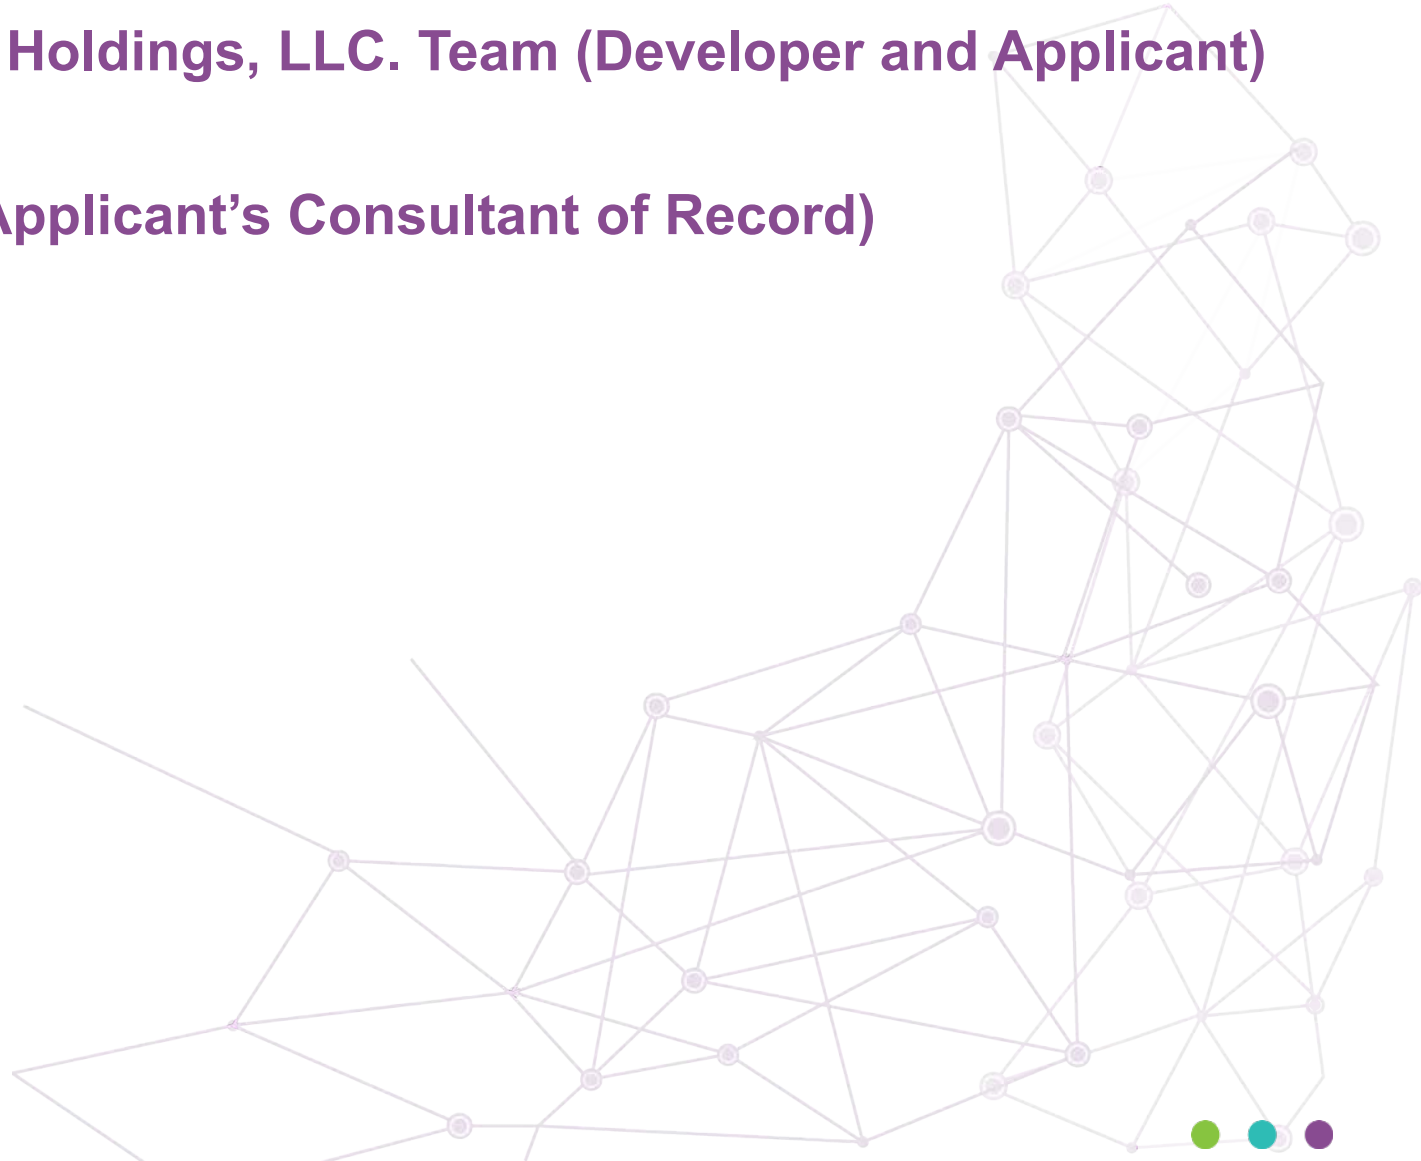 Holdings, LLC. Team (Developer and Applicant)
Applicant’s Consultant of Record)